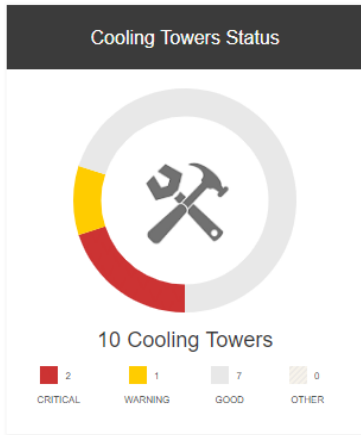 Cooling Towers Status
10 Cooling Towers
2 1 7 0
CRITICAL WARNING GOOD OTHER